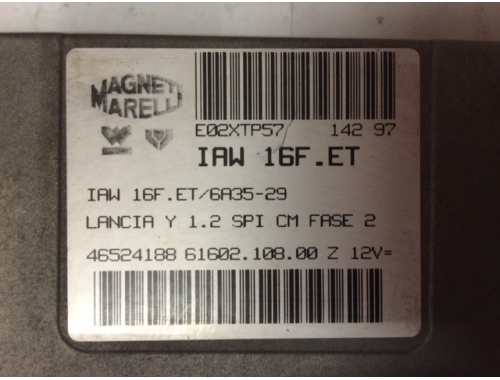 MAGNETI
MARELLI
E02XTP57 142 97
IAW 16F.ET
IAW 16F.ET/6A35-29
LANCIA Y 1.2 SPI CM FASE 2
46524188 61602.108.00 Z 12V=